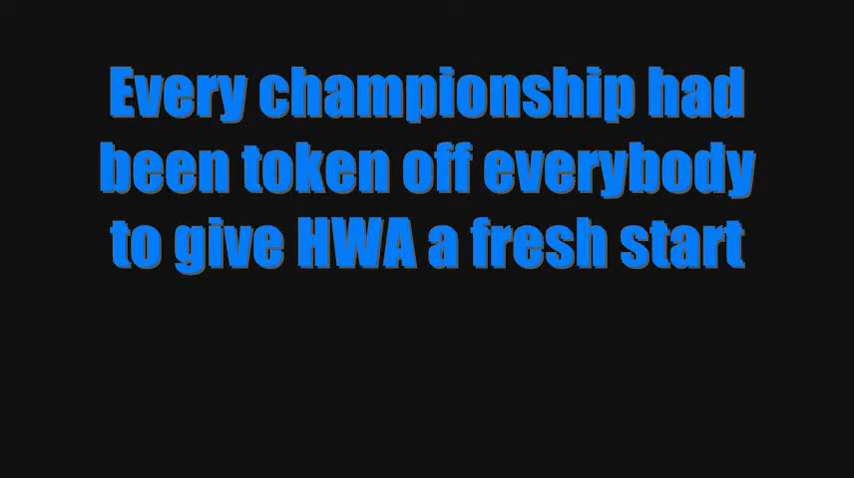 Every championship had
been token off everybody
to give HWA a fresh start